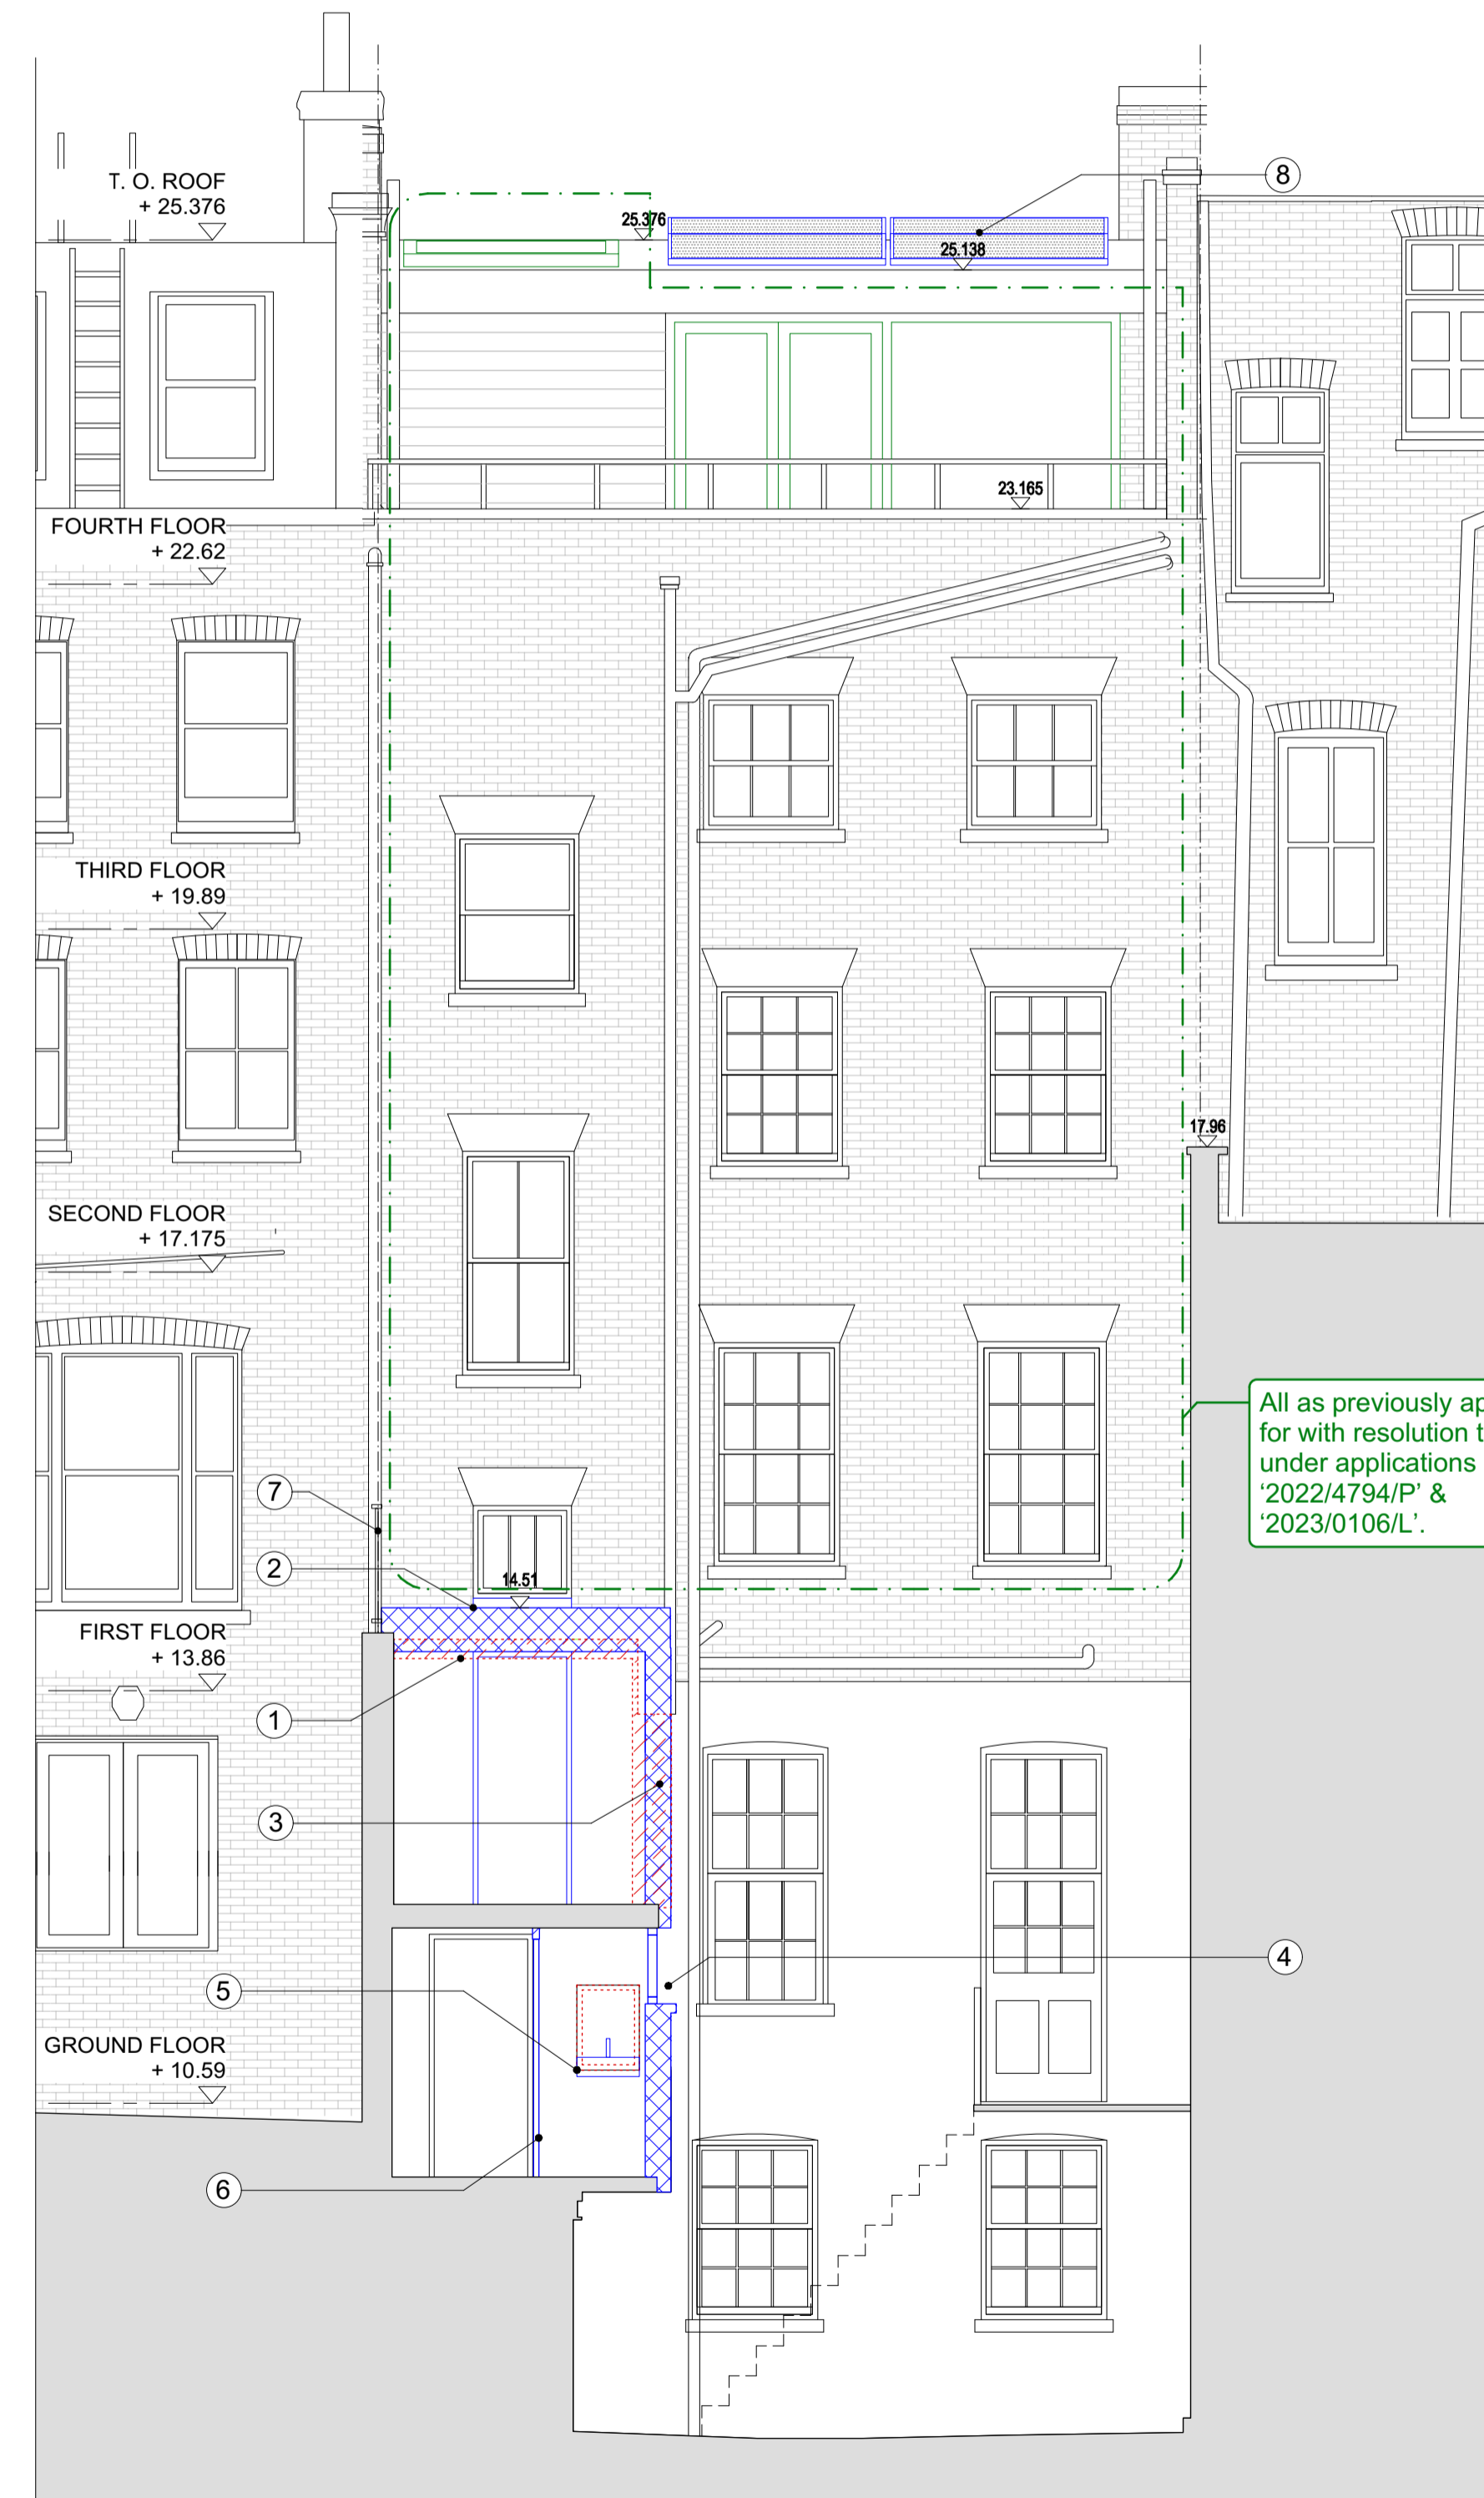 8
T. O. ROOF
+ 25.376
25.376
25.138
23.165
FOURTH FLOOR
+ 22.62
THIRD FLOOR
+ 19.89
17.96
SECOND FLOOR
+ 17.175
All as previously
for with resolution
under applications
‘2022/4794/P’ &
‘2023/0106/L’.
7
2
14.51
FIRST FLOOR
+ 13.86
1
3
4
5
GROUND FLOOR
+ 10.59
6